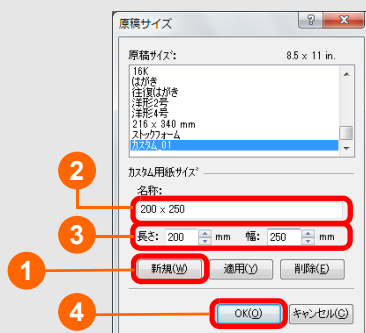 原稿サイズ
原稿サイズ: 8.5 x 11 in.
16K
はがき
往復はがき
洋形2号
洋形4号
216 x 340 mm
ストックフォーム
カスタム_01
カスタム用紙サイズ
2
名称:
200 x 250
3
長さ: 200 mm 幅: 250 mm
1
新規(W) 適用(Y) 削除(E)
4
OK(O) キャンセル(C)